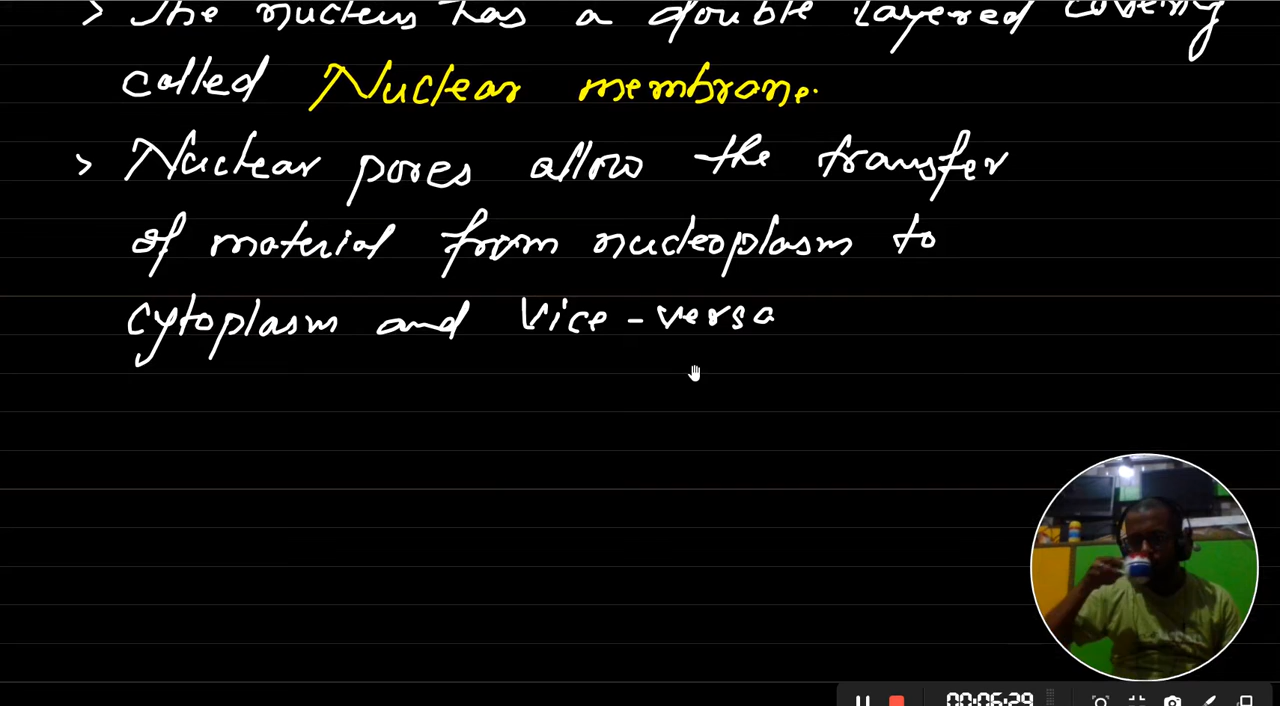 > The nucleus has a double layered covering
called Nuclear membrane.
> Nuclear pores allow the transfer
of material from nucleoplasm to
cytoplasm and Vice-versa
00:06:29